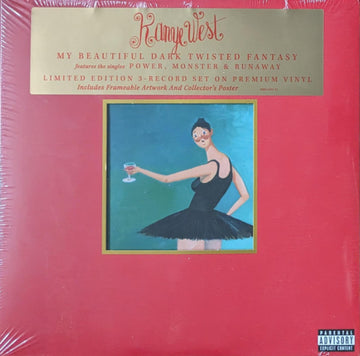 Kanye West
MY BEAUTIFUL DARK TWISTED FANTASY
features the singles POWER, MONSTER & RUNAWAY
LIMITED EDITION 3-RECORD SET ON PREMIUM VINYL
Includes Frameable Artwork And Collector's Poster
PARENTAL
ADVISORY
EXPLICIT CONTENT